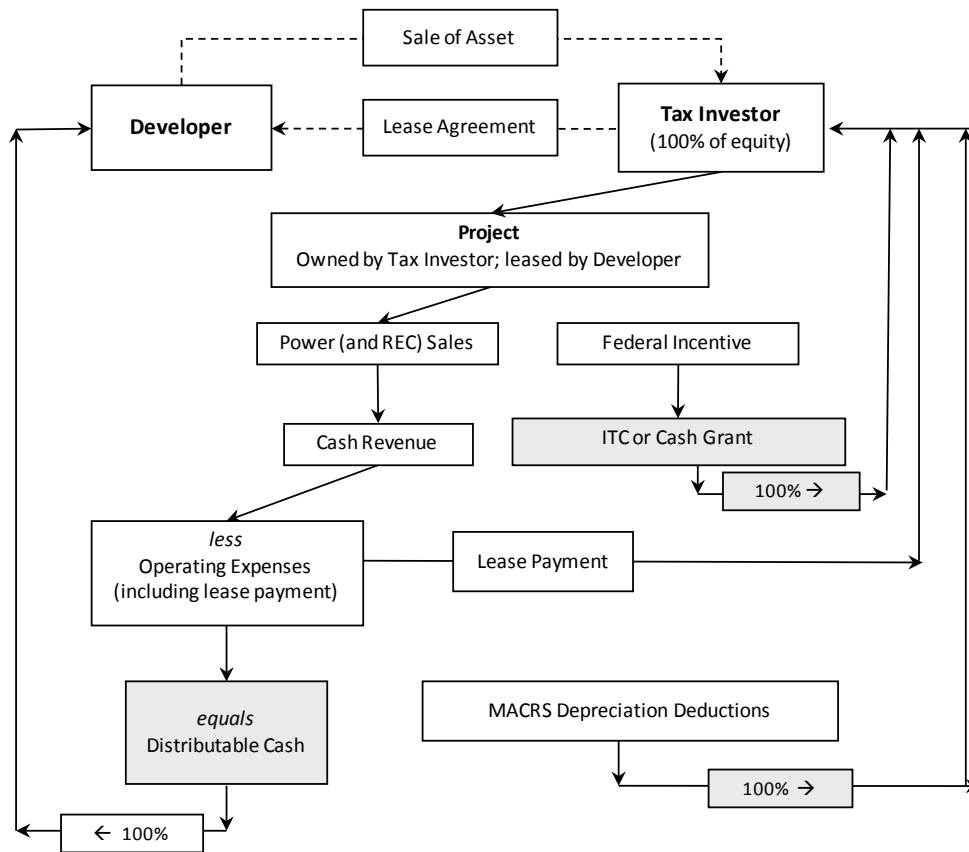 Sale of Asset
Developer
Lease Agreement
Tax Investor
(100% of equity)
Project
Owned by Tax Investor; leased by Developer
Power (and REC) Sales
Federal Incentive
Cash Revenue
ITC or Cash Grant
100% →
less
Operating Expenses
(including lease payment)
Lease Payment
equals
Distributable Cash
MACRS Depreciation Deductions
100% →
← 100%